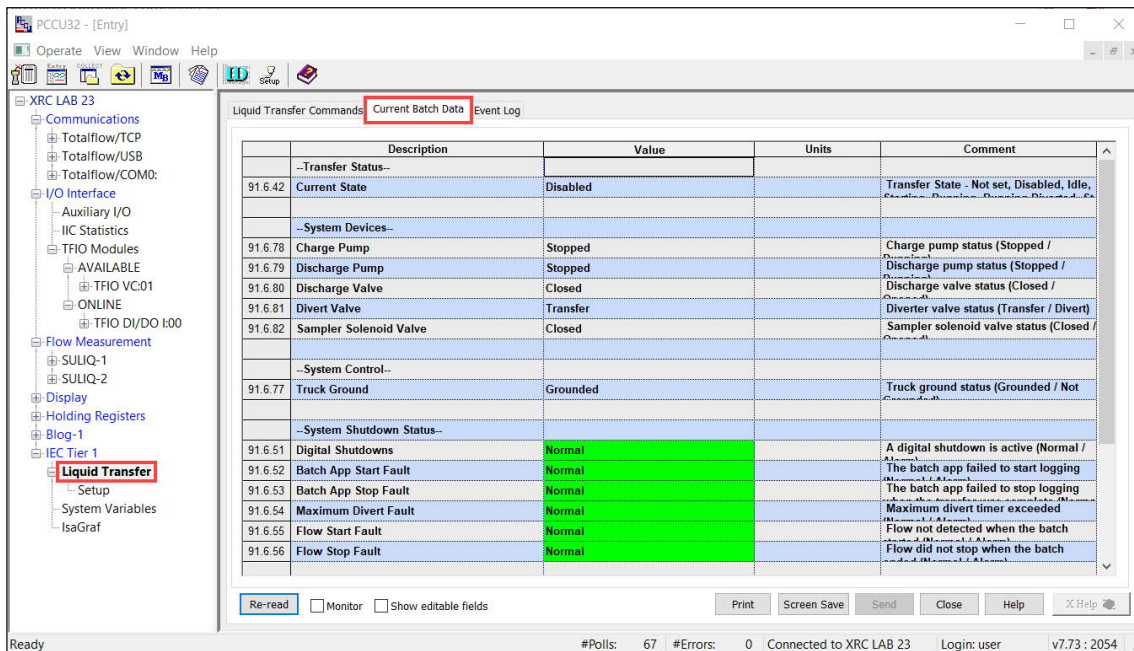 PCCU32 - [Entry]
Operate View Window Help
Entry COLLECT MB ID Setup
XRC LAB 23
Communications
Totalflow/TCP
Totalflow/USB
Totalflow/COM0:
I/O Interface
Auxiliary I/O
IIC Statistics
TFIO Modules
AVAILABLE
TFIO VC:01
ONLINE
TFIO DI/DO I:00
Flow Measurement
SULIQ-1
SULIQ-2
Display
Holding Registers
Blog-1
IEC Tier 1
Liquid Transfer
Setup
System Variables
IsaGraf
Liquid Transfer Commands Current Batch Data Event Log
Description Value Units Comment
--Transfer Status--
91.6.42 Current State Disabled Transfer State - Not set, Disabled, Idle,
Starting, Running, Running Diverted, St
--System Devices--
91.6.78 Charge Pump Stopped Charge pump status (Stopped /
91.6.79 Discharge Pump Stopped Discharge pump status (Stopped /
91.6.80 Discharge Valve Closed Discharge valve status (Closed /
91.6.81 Divert Valve Transfer Diverter valve status (Transfer / Divert)
91.6.82 Sampler Solenoid Valve Closed Sampler solenoid valve status (Closed /
--System Control--
91.6.77 Truck Ground Grounded Truck ground status (Grounded / Not
--System Shutdown Status--
91.6.51 Digital Shutdowns Normal A digital shutdown is active (Normal /
91.6.52 Batch App Start Fault Normal The batch app failed to start logging
91.6.53 Batch App Stop Fault Normal The batch app failed to stop logging
91.6.54 Maximum Divert Fault Normal Maximum divert timer exceeded
91.6.55 Flow Start Fault Normal Flow not detected when the batch
91.6.56 Flow Stop Fault Normal Flow did not stop when the batch
Re-read Monitor Show editable fields Print Screen Save Send Close Help X Help
Ready #Polls: 67 #Errors: 0 Connected to XRC LAB 23 Login: user v7.73 : 2054